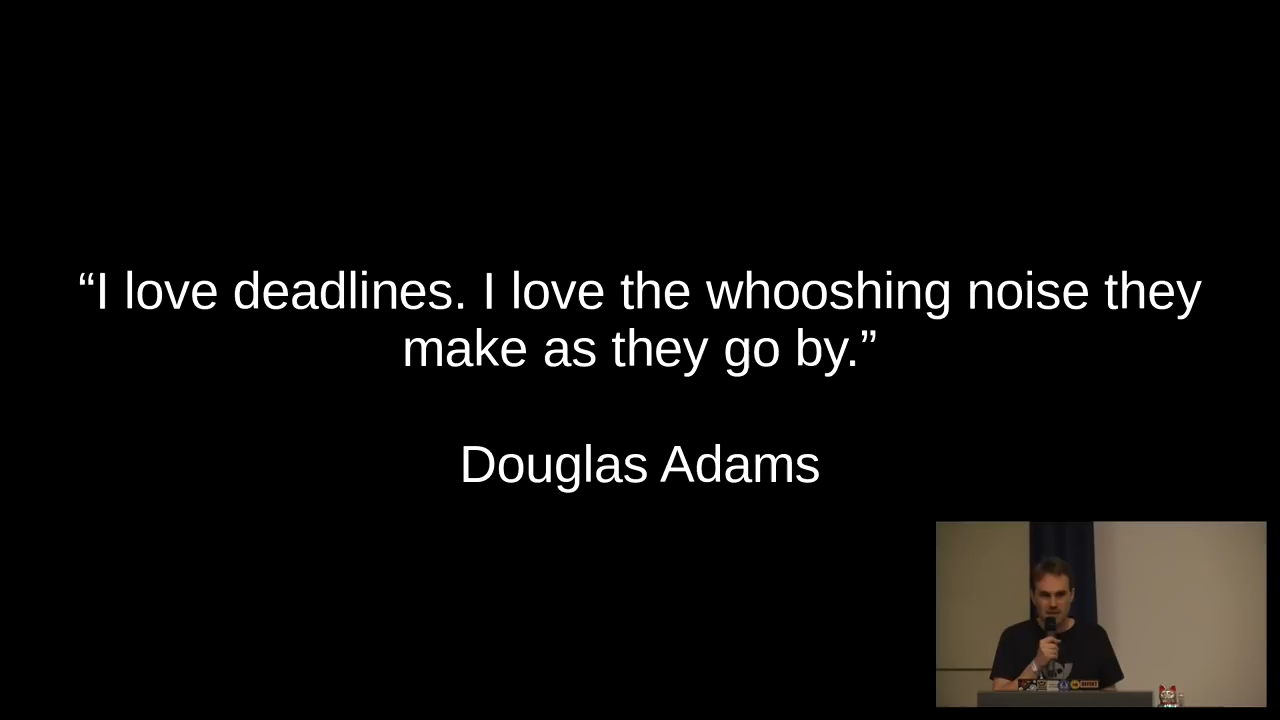 “I love deadlines. I love the whooshing noise they
make as they go by.”
Douglas Adams